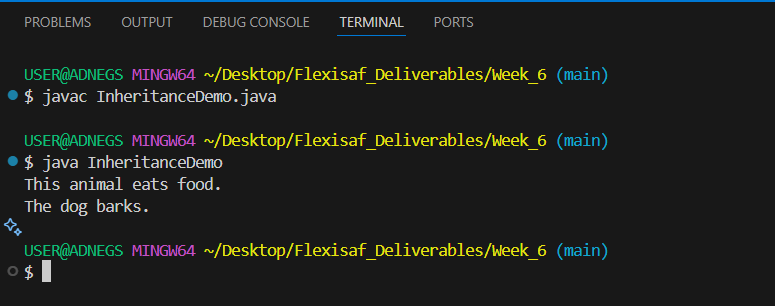 PROBLEMS OUTPUT DEBUG CONSOLE TERMINAL PORTS
USER@ADNEGS MINGW64 ~/Desktop/Flexisaf_Deliverables/Week_6 (main)
$ javac InheritanceDemo.java
USER@ADNEGS MINGW64 ~/Desktop/Flexisaf_Deliverables/Week_6 (main)
$ java InheritanceDemo
This animal eats food.
The dog barks.
USER@ADNEGS MINGW64 ~/Desktop/Flexisaf_Deliverables/Week_6 (main)
$